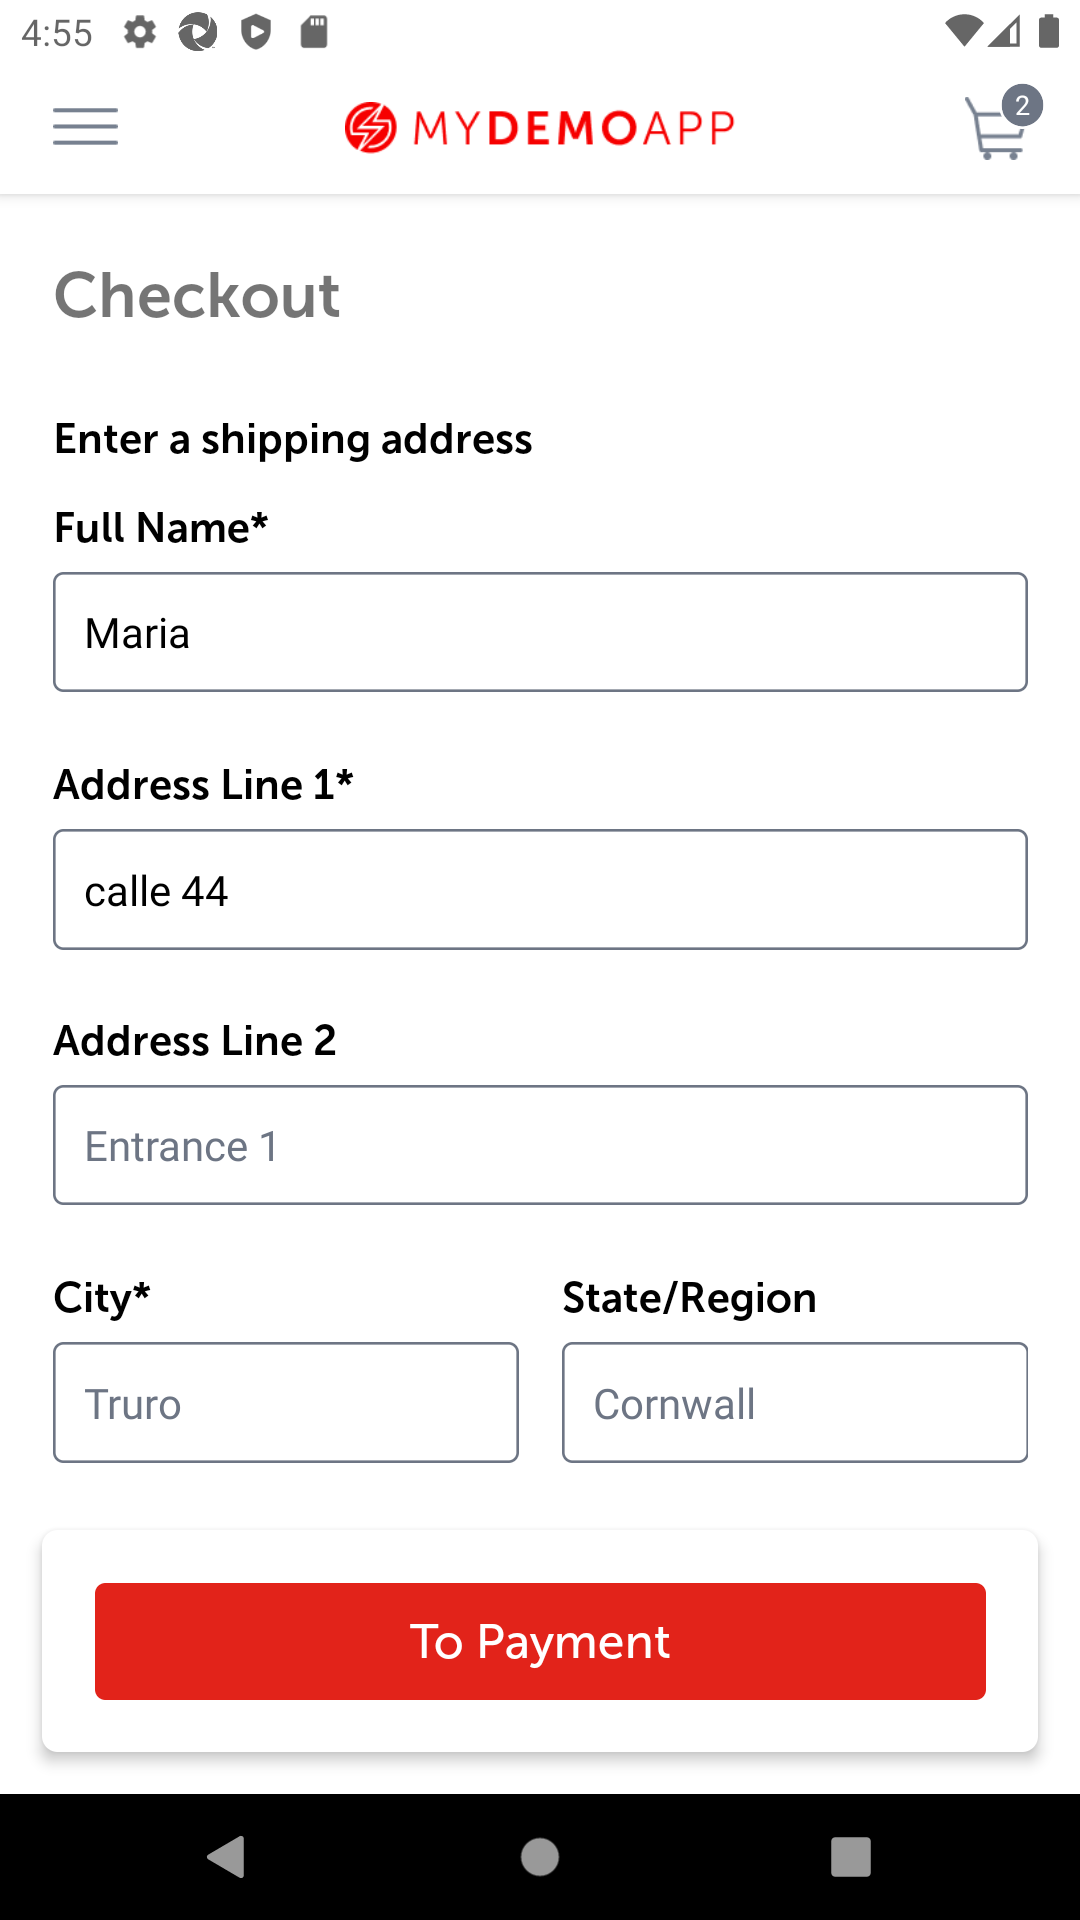 4:55
MYDEMOAPP
2
Checkout
Enter a shipping address
Full Name*
Maria
Address Line 1*
calle 44
Address Line 2
Entrance 1
City* State/Region
Truro Cornwall
To Payment